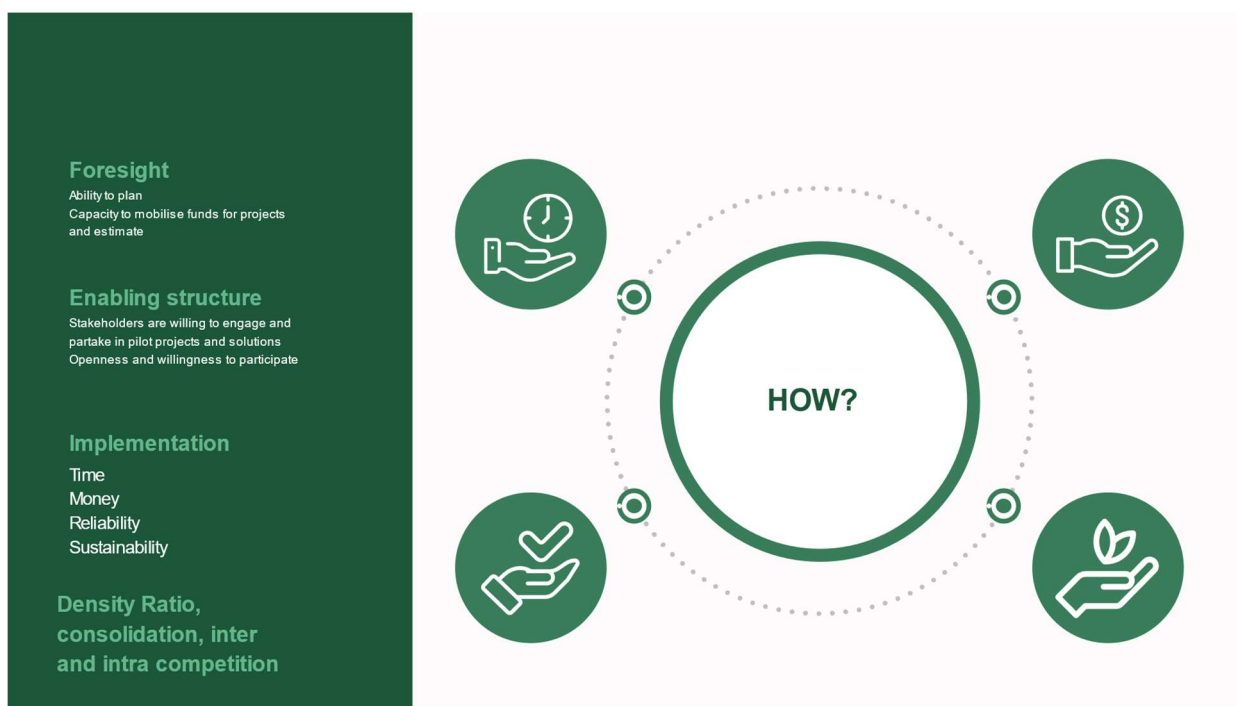 Foresight
Ability to plan
Capacity to mobilise funds for projects
and estimate
Enabling structure
Stakeholders are willing to engage and
partake in pilot projects and solutions
Openness and willingness to participate
Implementation
Time
Money
Reliability
Sustainability
Density Ratio,
consolidation, inter
and intra competition
HOW?
$